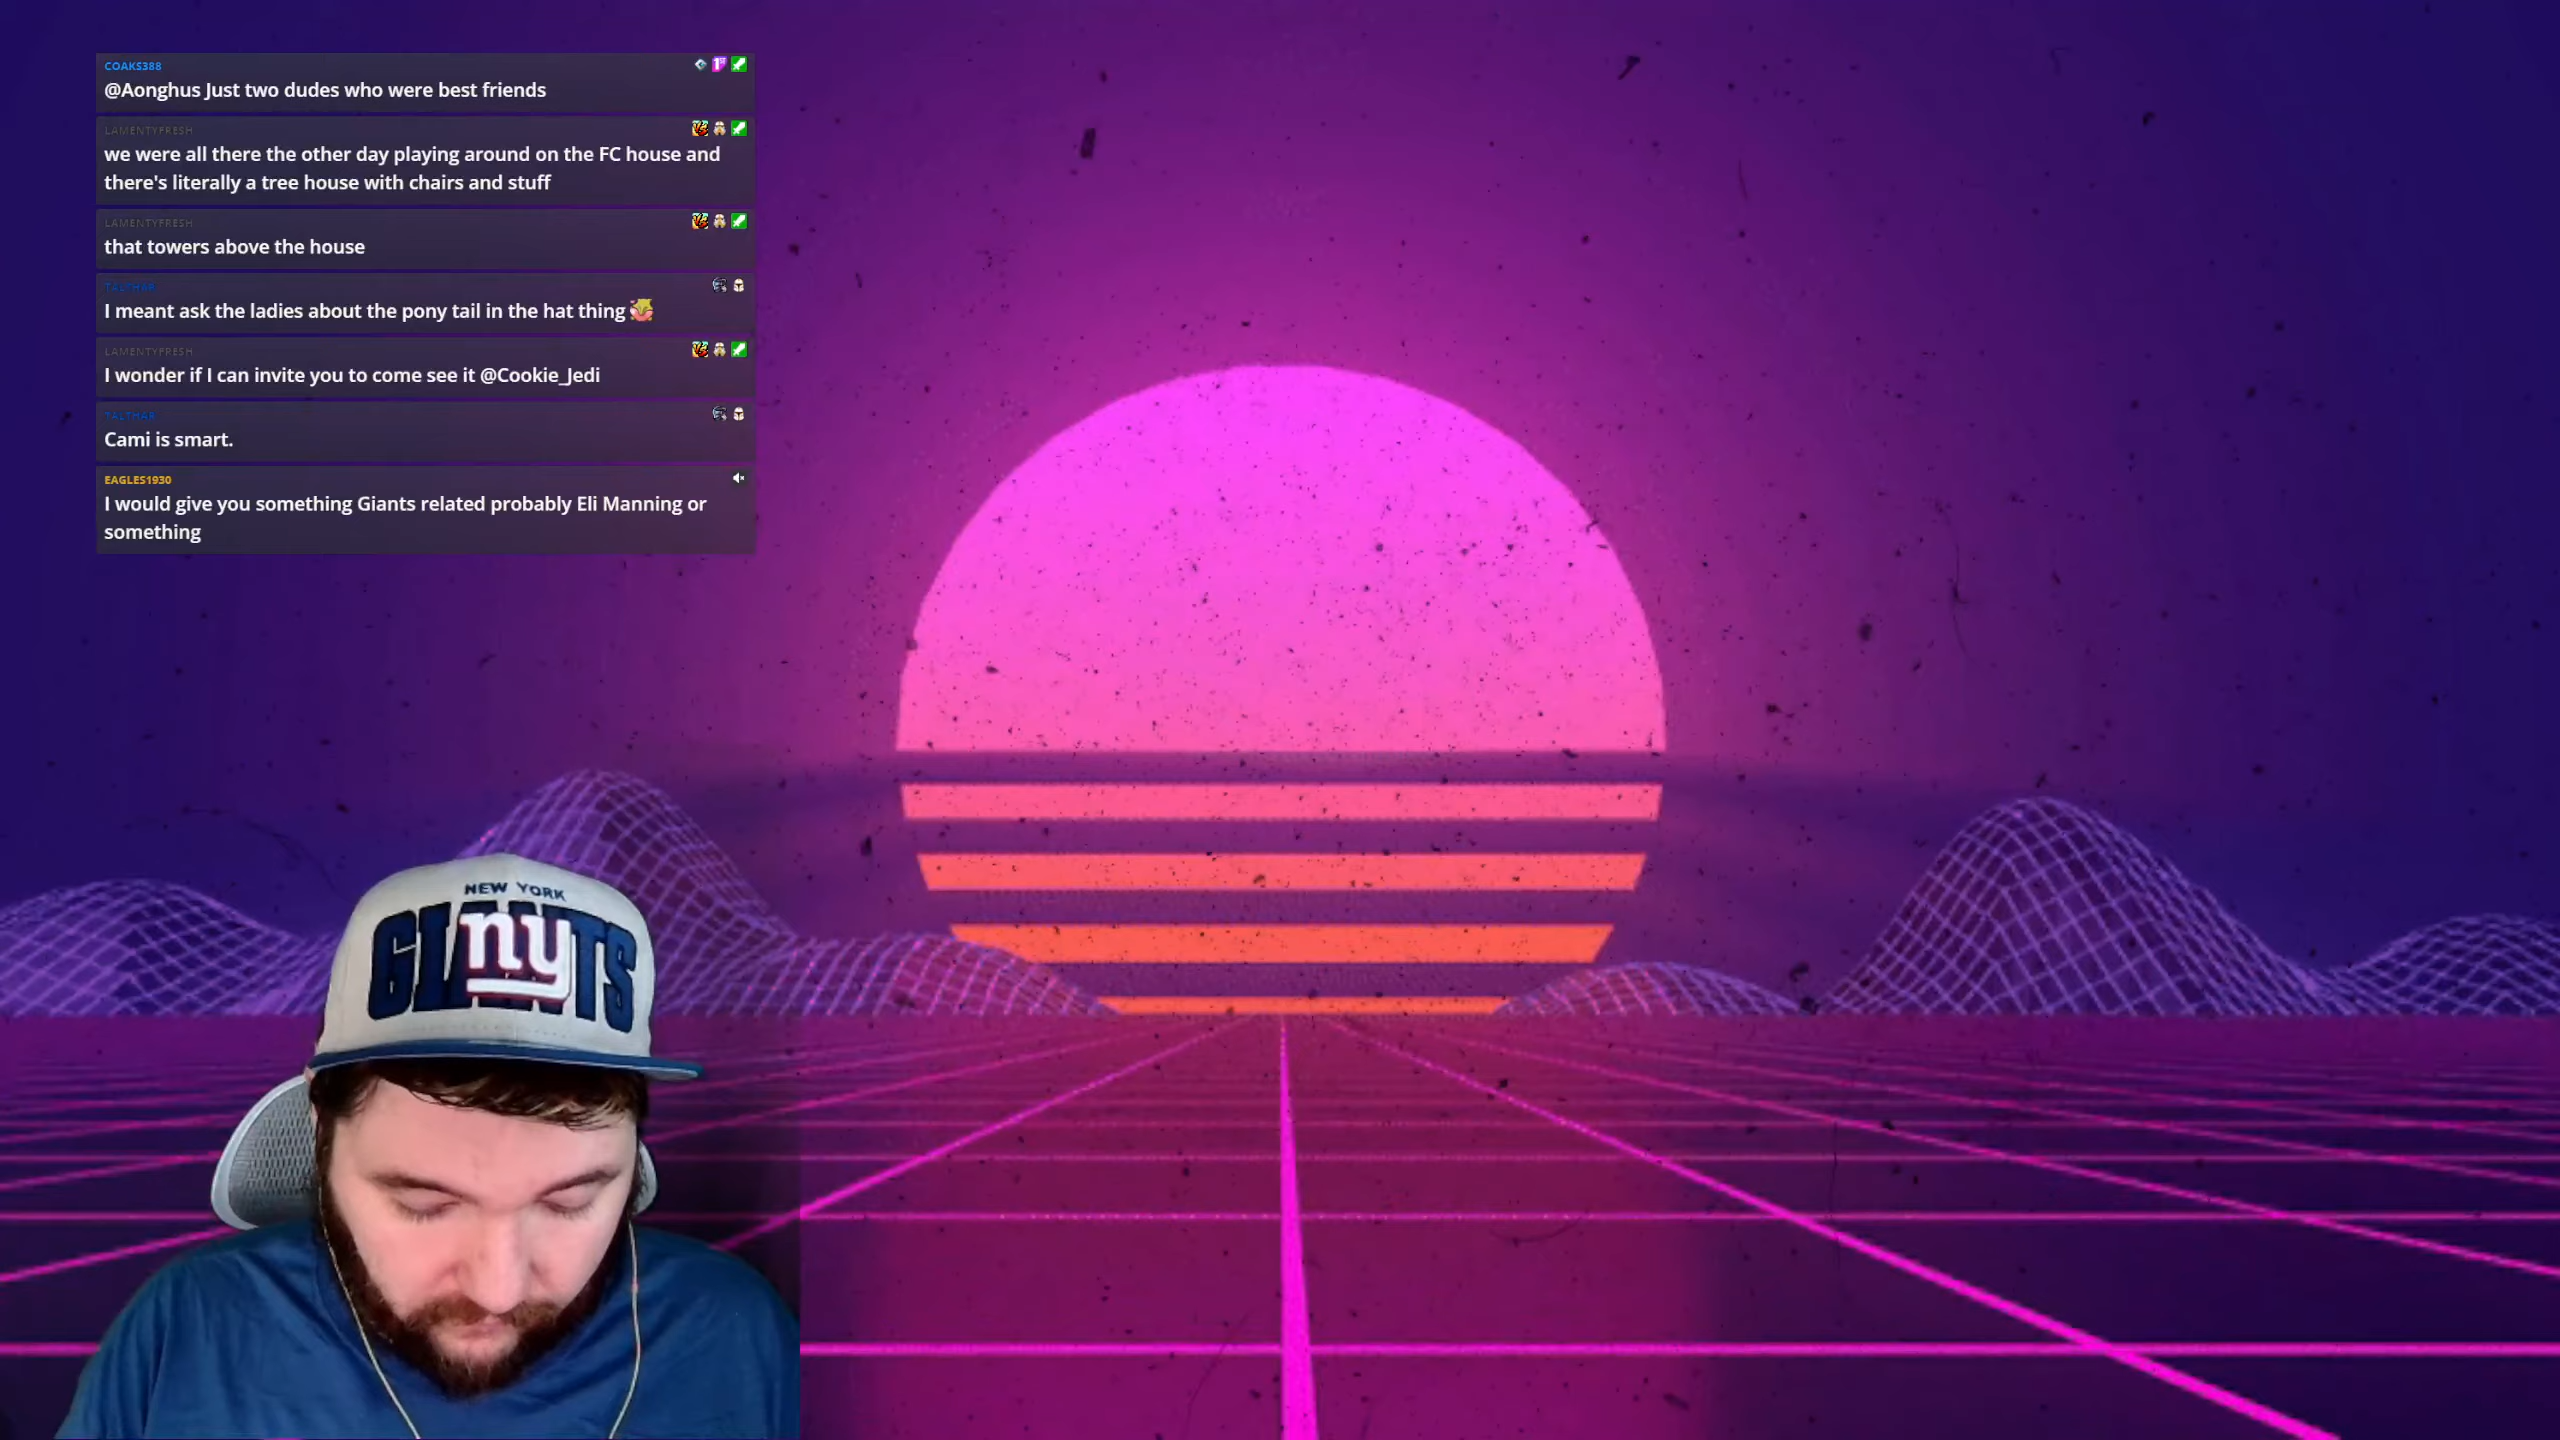 COAKS388
@Aonghus Just two dudes who were best friends
LAMENTYFRESH
we were all there the other day playing around on the FC house and
there's literally a tree house with chairs and stuff
LAMENTYFRESH
that towers above the house
TALTHAR
I meant ask the ladies about the pony tail in the hat thing
LAMENTYFRESH
I wonder if I can invite you to come see it @Cookie_Jedi
TALTHAR
Cami is smart.
EAGLES1930
I would give you something Giants related probably Eli Manning or
something
NEW YORK
GIANTS
ny